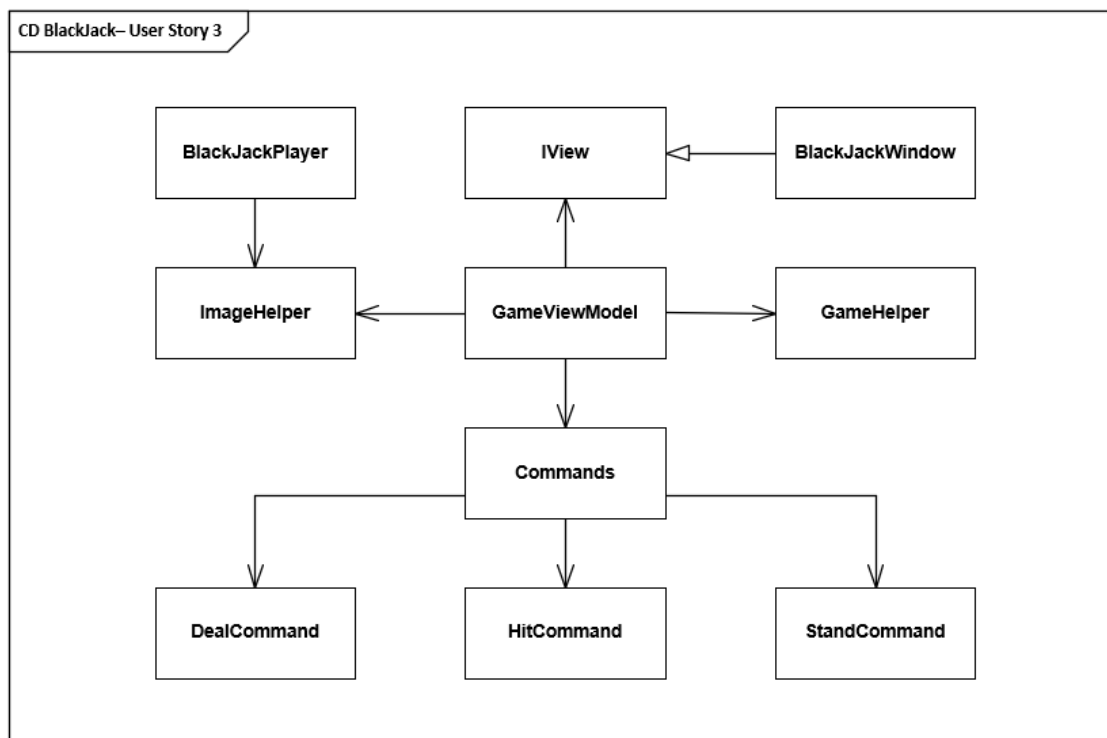 CD BlackJack– User Story 3
BlackJackPlayer
IView
BlackJackWindow
ImageHelper
GameViewModel
GameHelper
Commands
DealCommand
HitCommand
StandCommand